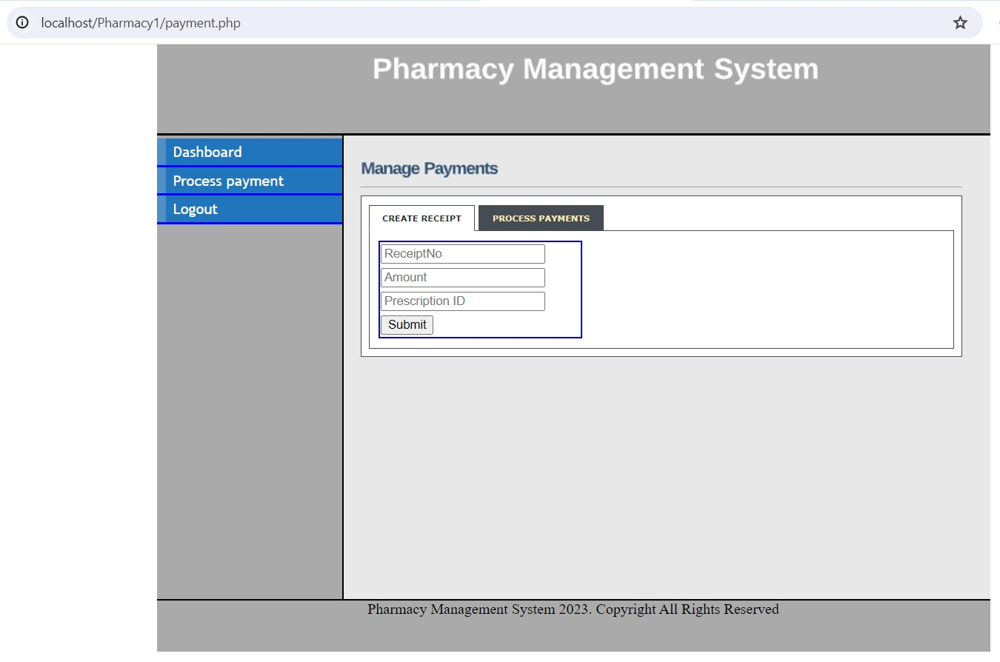 localhost/Pharmacy1/payment.php
Pharmacy Management System
Dashboard
Process payment
Logout
Manage Payments
CREATE RECEIPT PROCESS PAYMENTS
ReceiptNo
Amount
Prescription ID
Submit
Pharmacy Management System 2023. Copyright All Rights Reserved